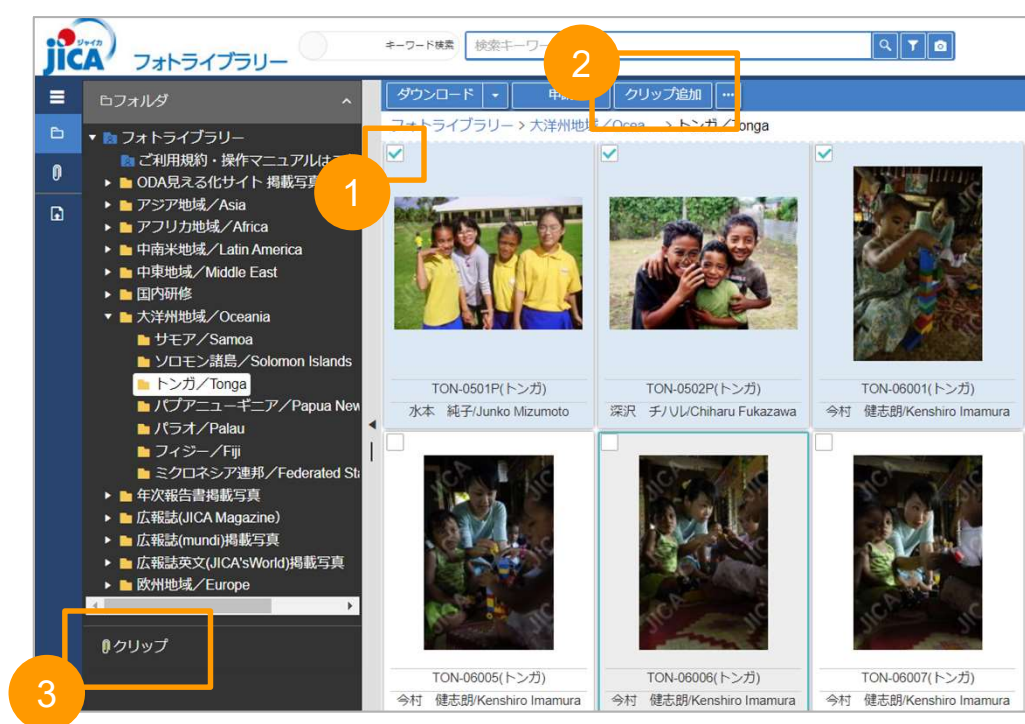 ジャイカ
JICA
フォトライブラリー
キーワード検索
検索キーワー
2
フォルダ
ダウンロード
クリップ追加
フォトライブラリー > 大洋州地域／Ocea > トンガ／Tonga
フォトライブラリー
ご利用規約・操作マニュアルは
ODA見える化サイト 掲載写真
アジア地域／Asia
1
アフリカ地域／Africa
中南米地域／Latin America
中東地域／Middle East
国内研修
大洋州地域／Oceania
サモア／Samoa
ソロモン諸島／Solomon Islands
トンガ／Tonga
パプアニューギニア／Papua New
パラオ／Palau
フィジー／Fiji
ミクロネシア連邦／Federated Sta
年次報告書掲載写真
広報誌(JICA Magazine）
広報誌(mundi)掲載写真
広報誌英文(JICA'sWorld)掲載写真
欧州地域／Europe
クリップ
3
TON-0501P(トンガ)
水本　純子/Junko Mizumoto
TON-0502P(トンガ)
深沢　チハル/Chiharu Fukazawa
TON-06001(トンガ)
今村　健志朗/Kenshiro Imamura
TON-06005(トンガ)
今村　健志朗/Kenshiro Imamura
TON-06006(トンガ)
今村　健志朗/Kenshiro Imamura
TON-06007(トンガ)
今村　健志朗/Kenshiro Imamura